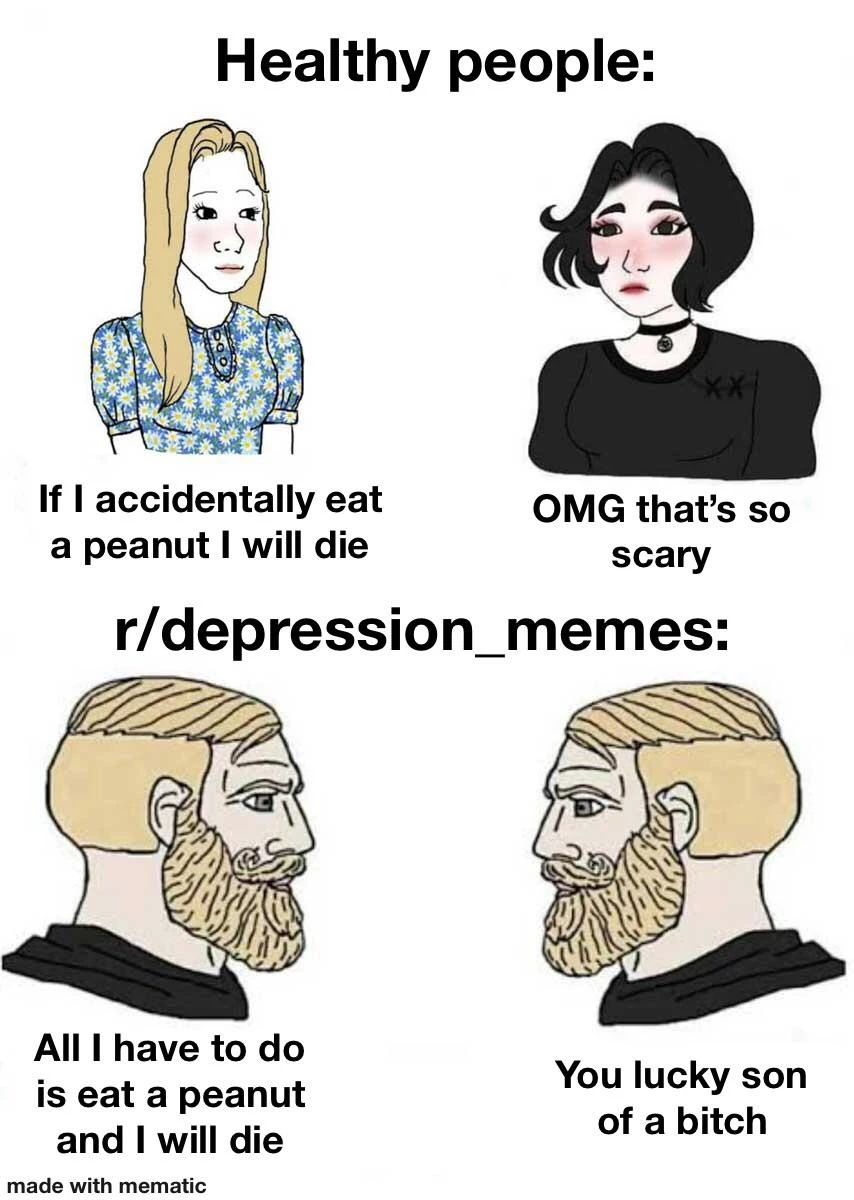 Healthy people:
If I accidentally eat
a peanut I will die
OMG that’s so
scary
r/depression_memes:
All I have to do
is eat a peanut
and I will die
You lucky son
of a bitch
made with mematic